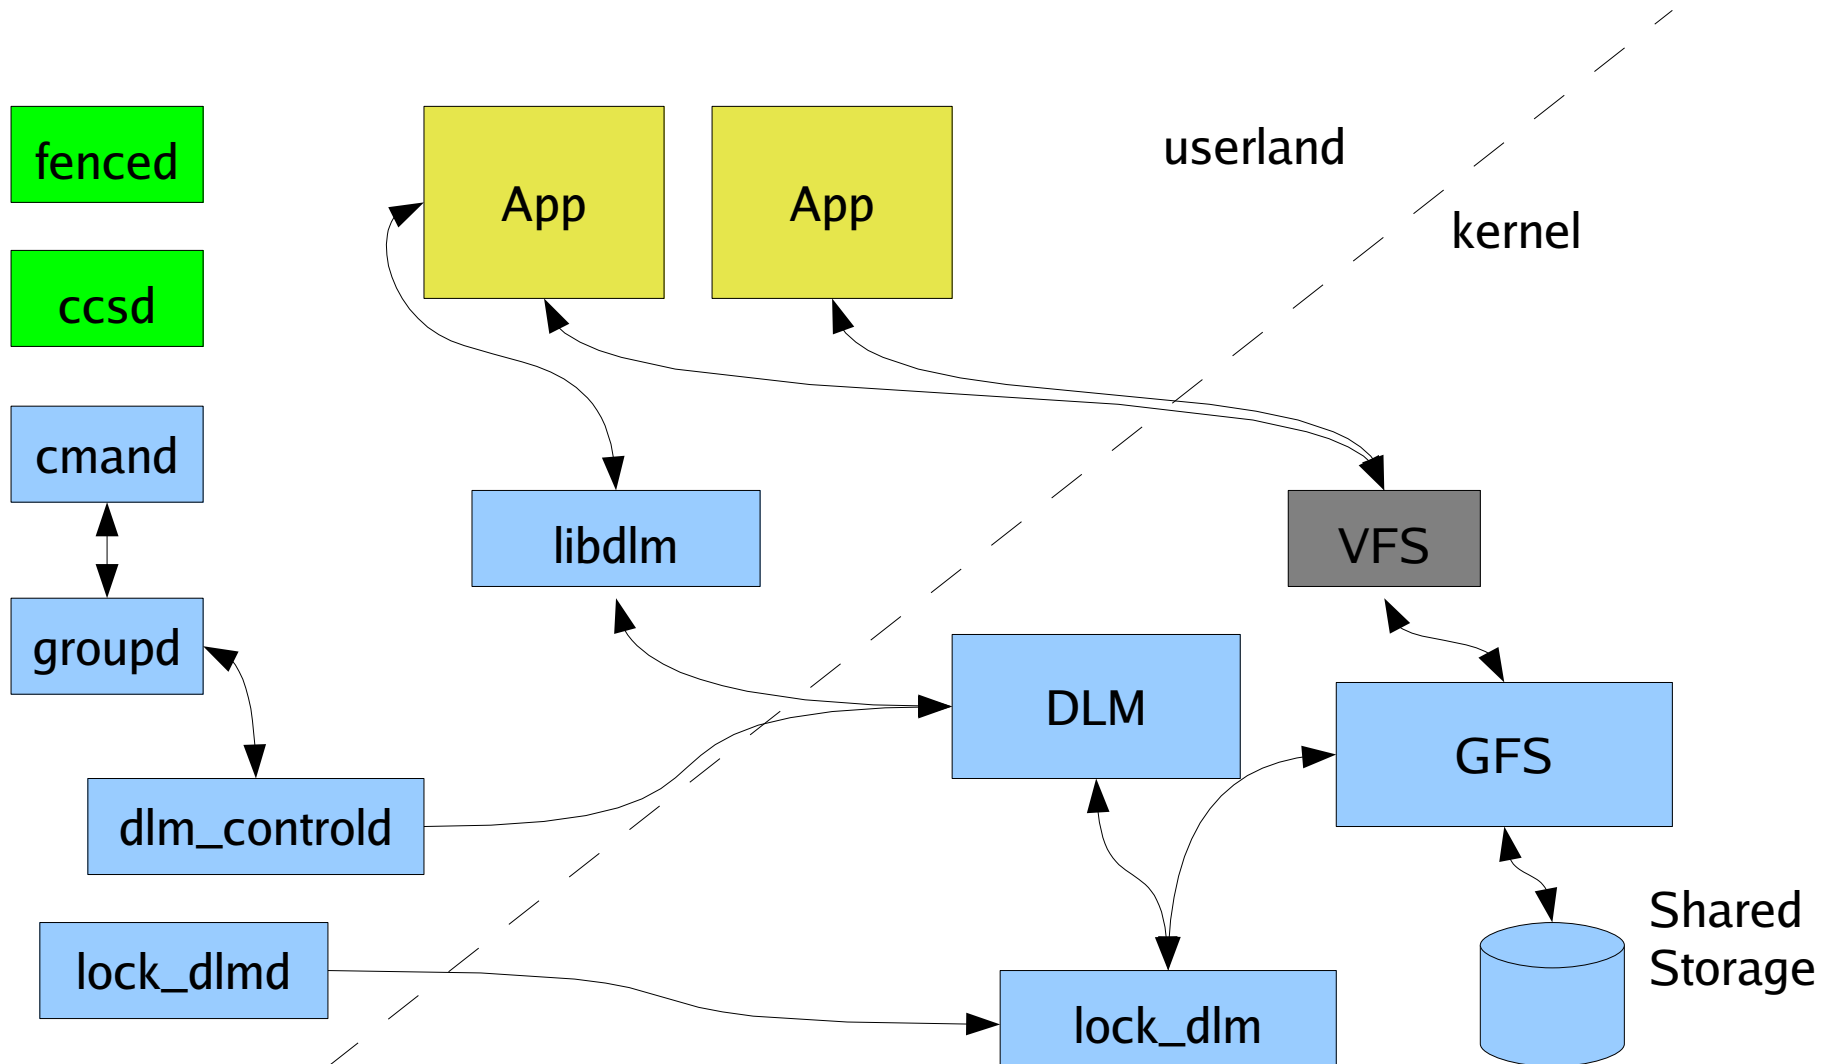 userland
fenced
App
App
kernel
ccsd
cmand
libdlm
VFS
groupd
DLM
GFS
dlm_controld
Shared
Storage
lock_dlmd
lock_dlm